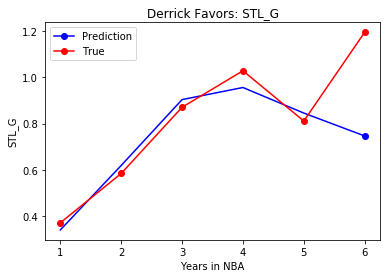 Derrick Favors: STL_G
Prediction
True
STL_G
1.2
1.0
0.8
0.6
0.4
1 2 3 4 5 6
Years in NBA